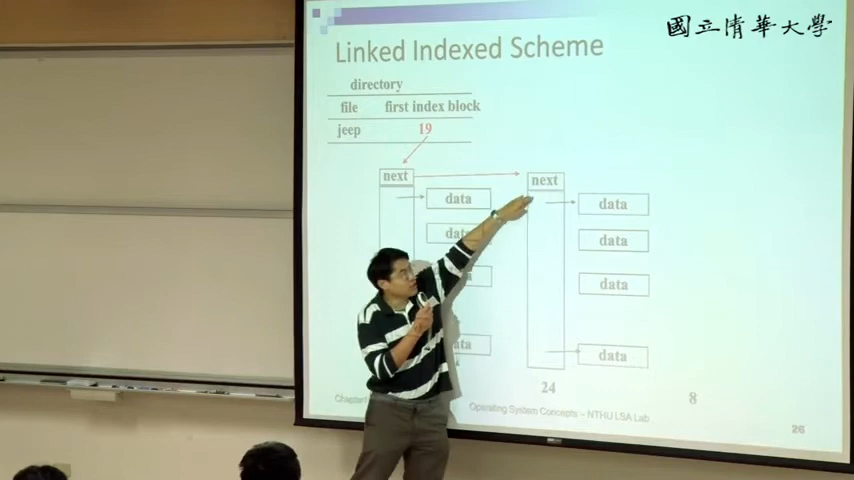 國立清華大學
Linked Indexed Scheme
directory
file first index block
jeep 19
next next
data data
data
data
data
24
8
Operating System Concepts – NTHU LSA Lab
26